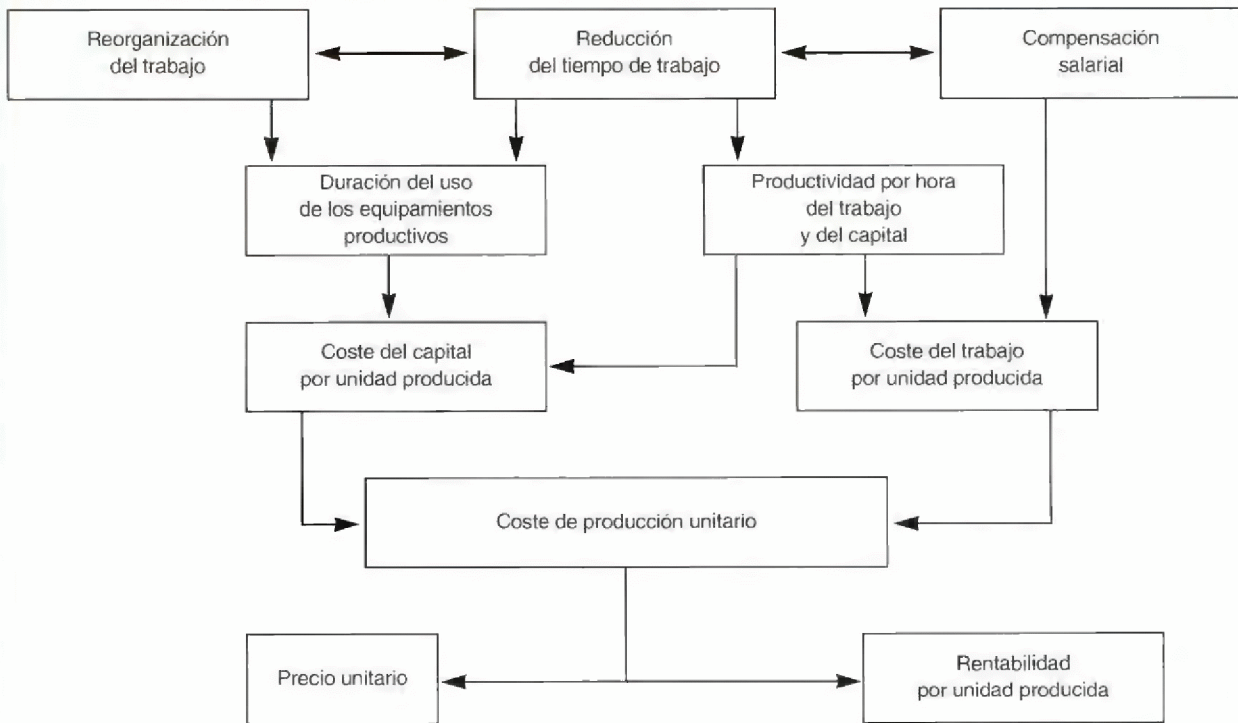 Reorganización
del trabajo
Reducción
del tiempo de trabajo
Compensación
salarial
Duración del uso
de los equipamientos
productivos
Productividad por hora
del trabajo
y del capital
Coste del capital
por unidad producida
Coste del trabajo
por unidad producida
Coste de producción unitario
Precio unitario
Rentabilidad
por unidad producida